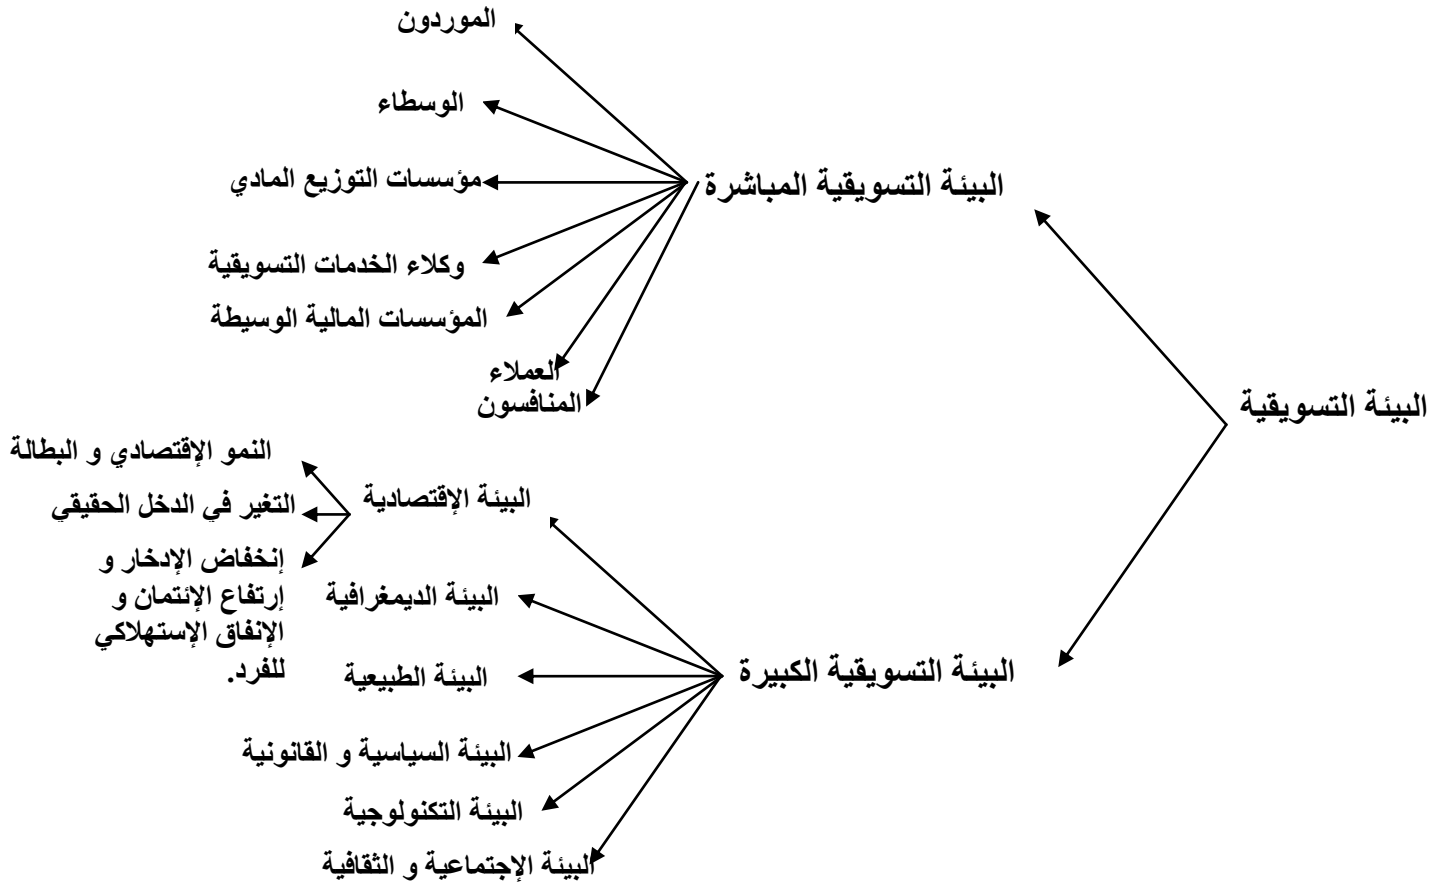 البيئة التسويقية
البيئة التسويقية المباشرة
الموردون
الوسطاء
مؤسسات التوزيع المادي
وكلاء الخدمات التسويقية
المؤسسات المالية الوسيطة
العملاء
المنافسون
البيئة التسويقية الكبيرة
البيئة الإقتصادية
النمو الإقتصادي و البطالة
التغير في الدخل الحقيقي
إنخفاض الإدخار و
إرتفاع الإئتمان و
الإنفاق الإستهلاكي
للفرد.
البيئة الديمغرافية
البيئة الطبيعية
البيئة السياسية و القانونية
البيئة التكنولوجية
البيئة الإجتماعية و الثقافية